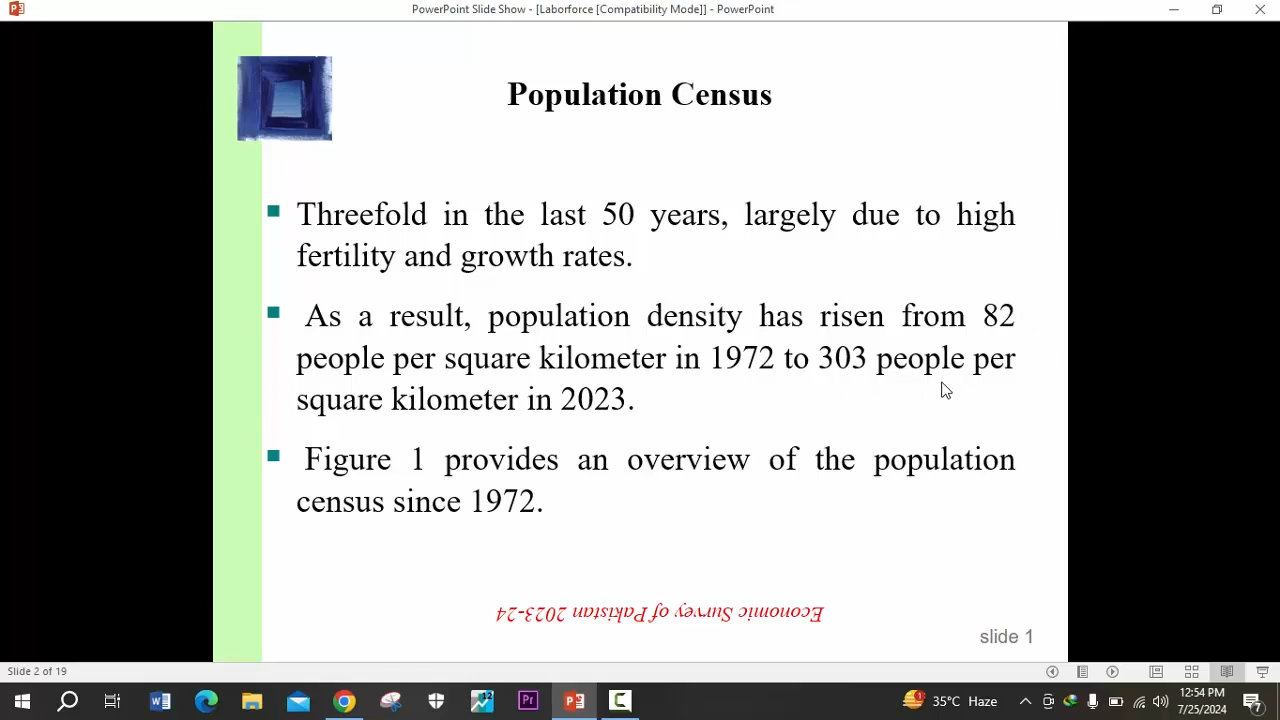 PowerPoint Slide Show - [Laborforce [Compatibility Mode]] - PowerPoint
Population Census
Threefold in the last 50 years, largely due to high
fertility and growth rates.
As a result, population density has risen from 82
people per square kilometer in 1972 to 303 people per
square kilometer in 2023.
Figure 1 provides an overview of the population
census since 1972.
Economic Survey of Pakistan 2023-24
slide 1
Slide 2 of 19
12:54 PM
35°C Haze
7/25/2024